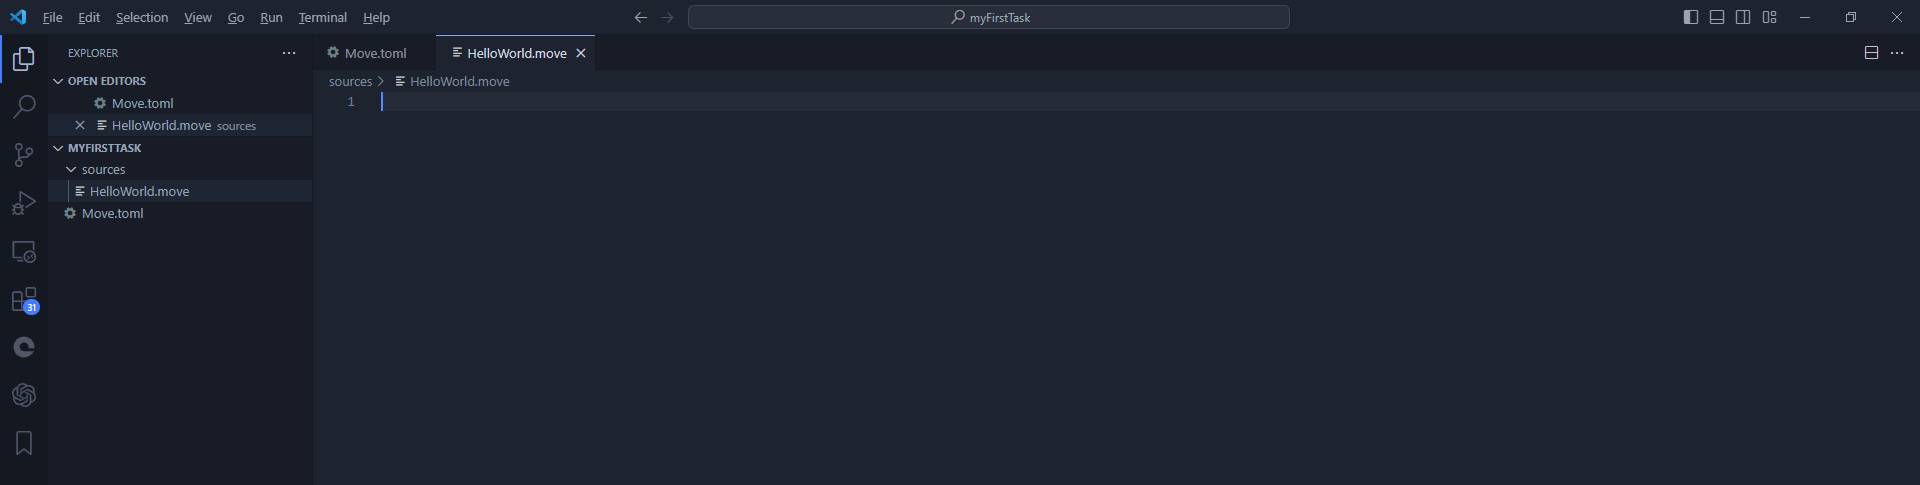 File Edit Selection View Go Run Terminal Help
myFirstTask
EXPLORER
OPEN EDITORS
Move.toml
HelloWorld.move sources
MYFIRSTTASK
sources
HelloWorld.move
Move.toml
31
Move.toml
HelloWorld.move
sources HelloWorld.move
1